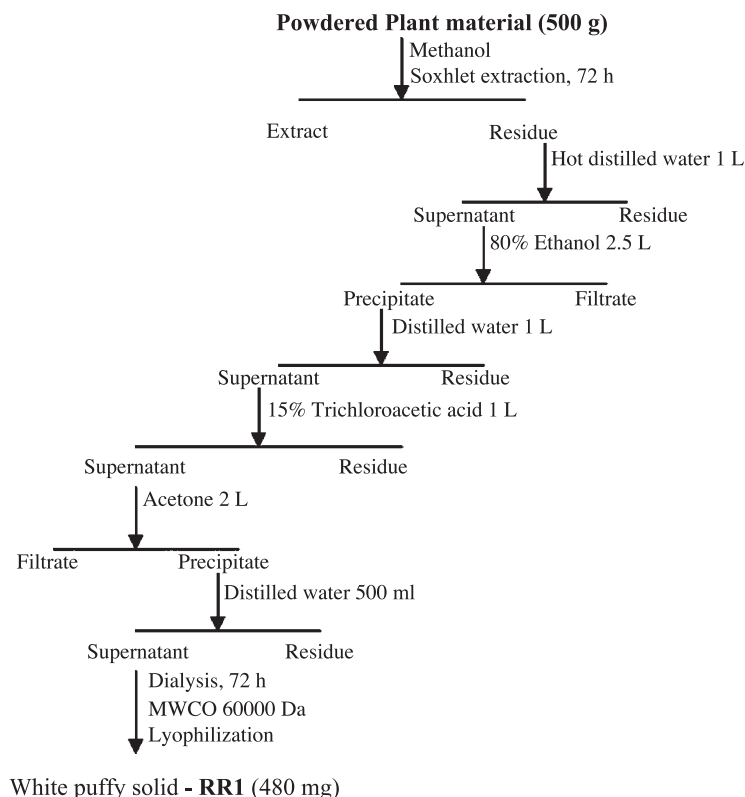 Powdered Plant material (500 g)
Methanol
Soxhlet extraction, 72 h
Extract Residue
Hot distilled water 1 L
Supernatant Residue
80% Ethanol 2.5 L
Precipitate Filtrate
Distilled water 1 L
Supernatant Residue
15% Trichloroacetic acid 1 L
Supernatant Residue
Acetone 2 L
Filtrate Precipitate
Distilled water 500 ml
Supernatant Residue
Dialysis, 72 h
MWCO 60000 Da
Lyophilization
White puffy solid - RR1 (480 mg)